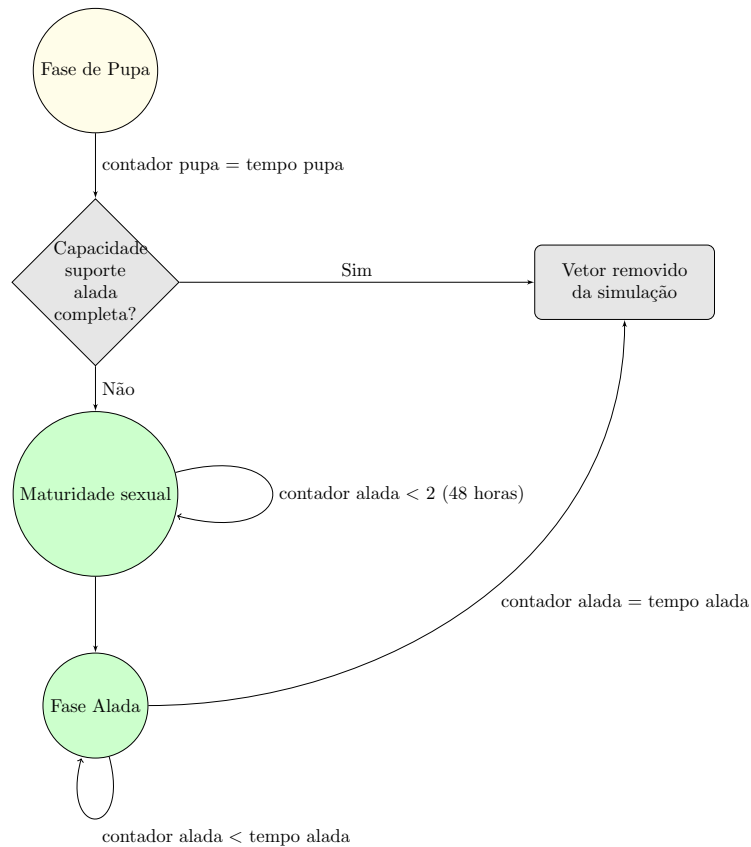 Fase de Pupa
contador pupa = tempo pupa
Capacidade
suporte
alada
completa?
Sim
Vetor removido
da simulação
Não
Maturidade sexual
contador alada < 2 (48 horas)
contador alada = tempo alada
Fase Alada
contador alada < tempo alada